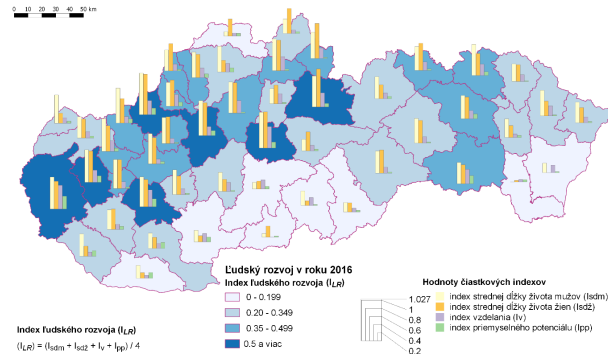 0 10 20 30 40 50 km
Ľudský rozvoj v roku 2016
Index ľudského rozvoja (ILR)
0 - 0.199
0.20 - 0.349
0.35 - 0.499
0.5 a viac
1.027
1
0.8
0.6
0.4
0.2
Hodnoty čiastkových indexov
index strednej dĺžky života mužov (Isdm)
index strednej dĺžky života žien (Isdž)
index vzdelania (Iv)
index priemyselného potenciálu (Ipp)
Index ľudského rozvoja (ILR)
(ILR) = (Isdm + Isdž + Iv + Ipp) / 4